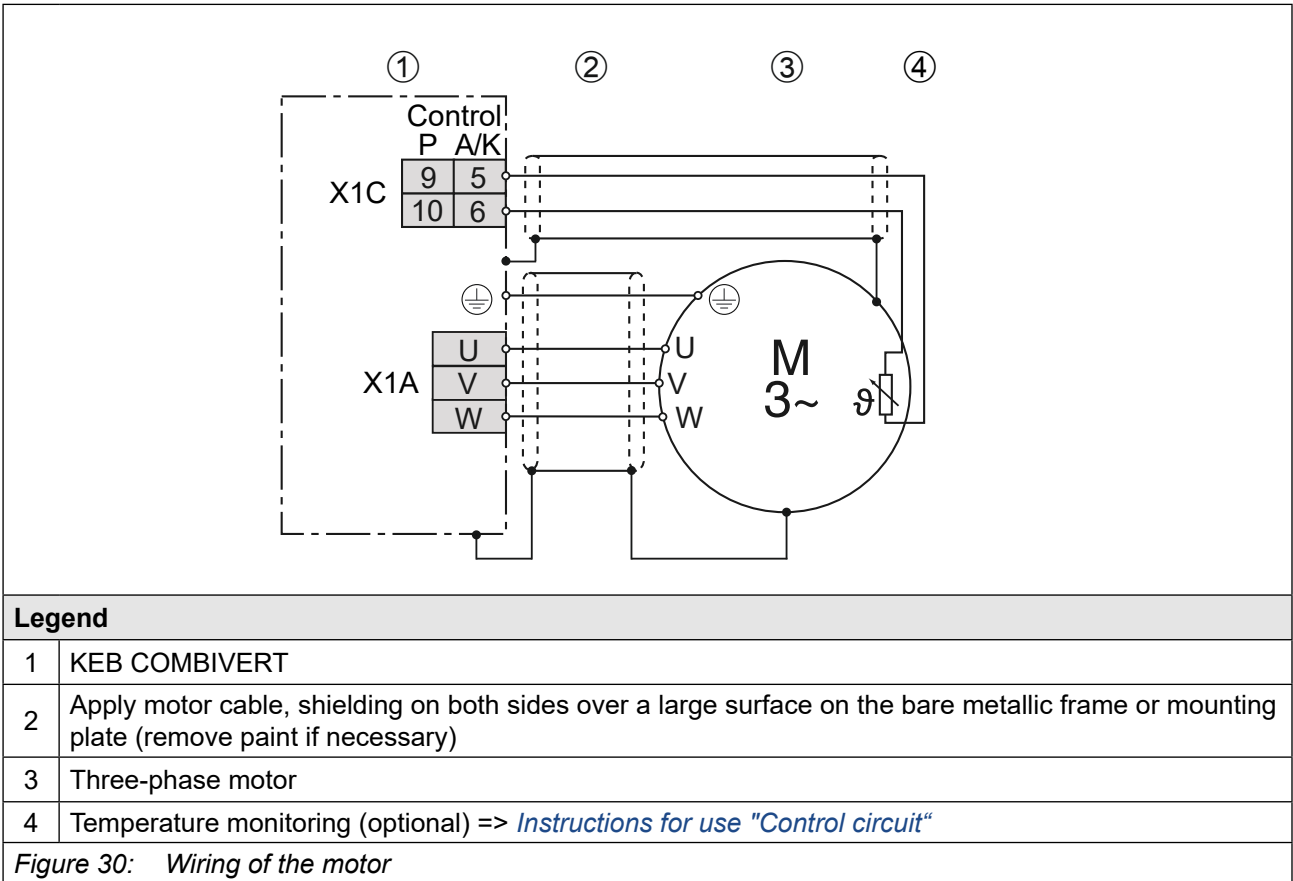 ① ② ③ ④
Control
P A/K
X1C 9 5
10 6
X1A U U
V V
W W
M
3~ ϑ
Legend
1 KEB COMBIVERT
2 Apply motor cable, shielding on both sides over a large surface on the bare metallic frame or mounting
plate (remove paint if necessary)
3 Three-phase motor
4 Temperature monitoring (optional) => Instructions for use "Control circuit“
Figure 30: Wiring of the motor